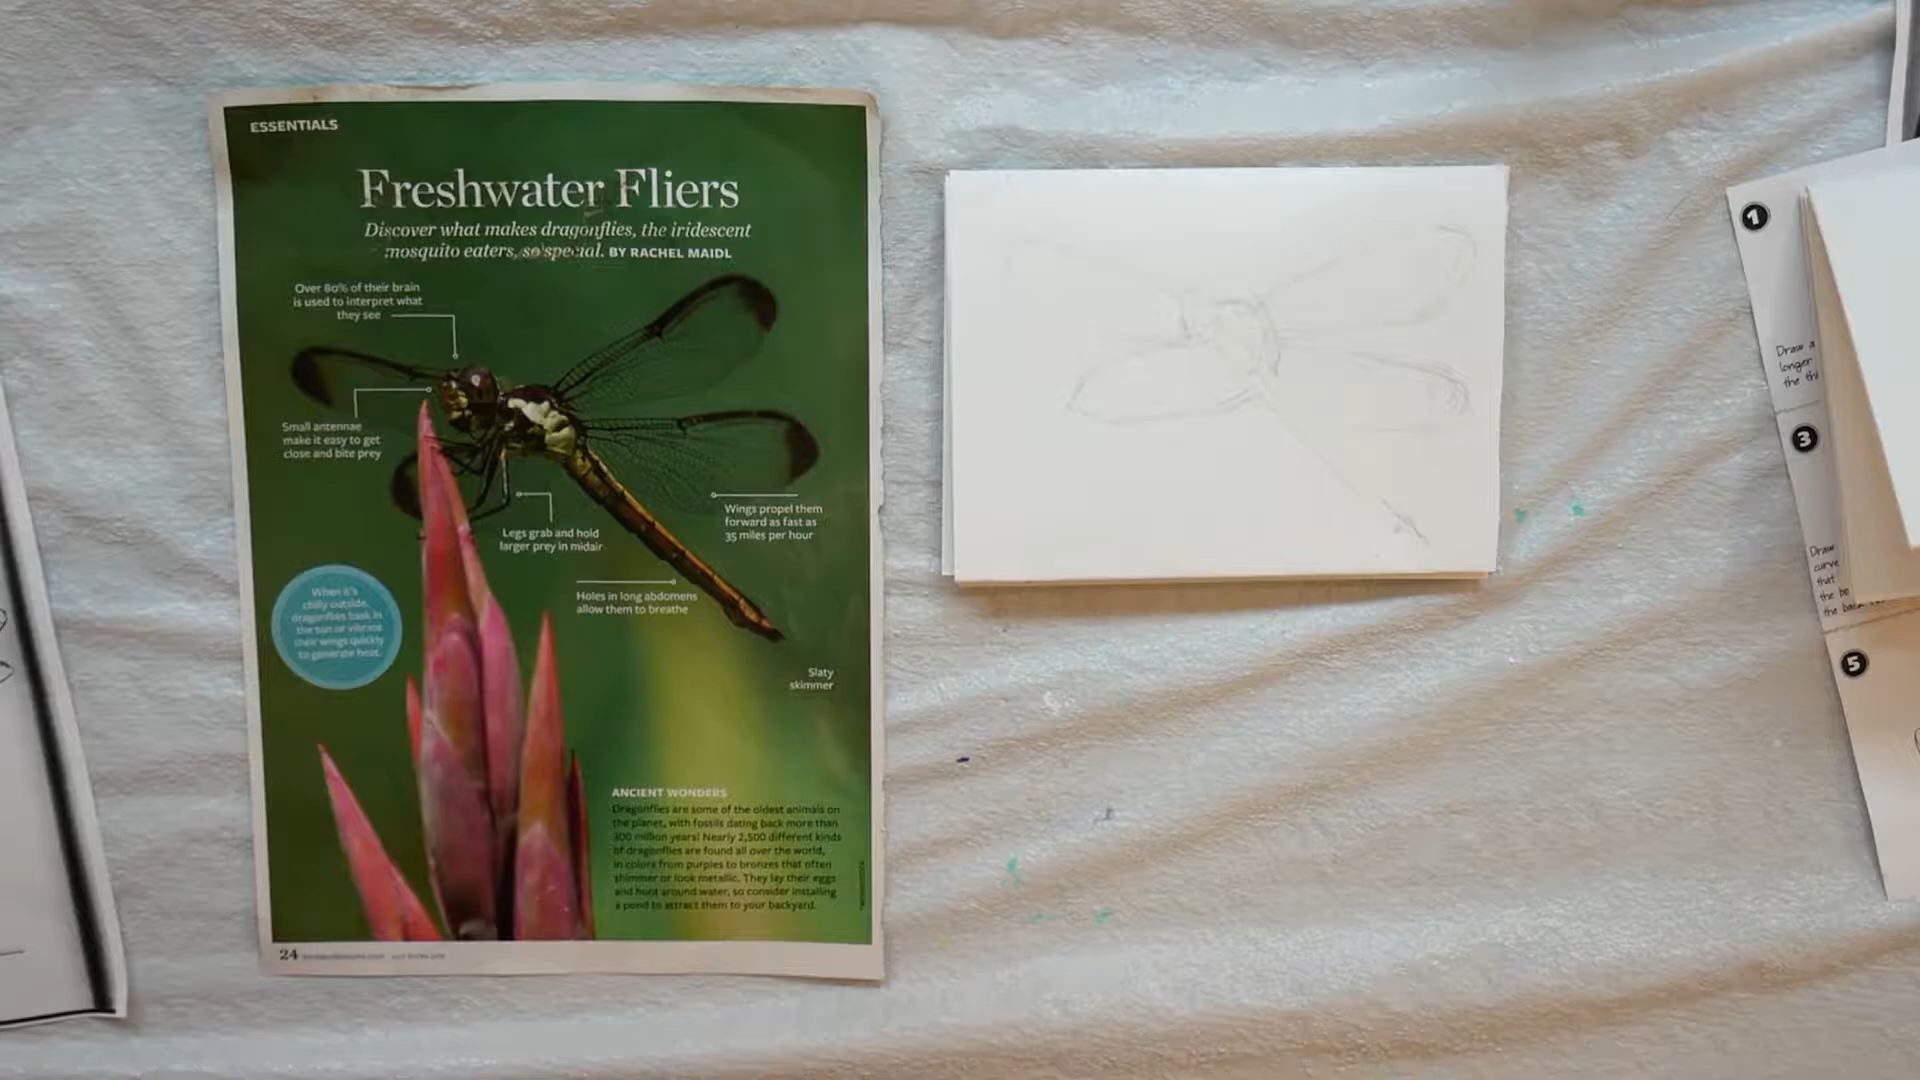 ESSENTIALS
Freshwater Fliers
Discover what makes dragonflies, the iridescent
mosquito eaters, so special. BY RACHEL MAIDL
Over 80% of their brain
is used to interpret what
they see
Small antennae
make it easy to get
close and bite prey
Legs grab and hold
larger prey in midair
Wings propel them
forward as fast as
35 miles per hour
Holes in long abdomens
allow them to breathe
When it's
chilly outside,
dragonflies bask in
the sun or vibrate
their wings quickly
to generate heat.
Slaty
skimmer
ANCIENT WONDERS
Dragonflies are some of the oldest animals on
the planet, with fossils dating back more than
300 million years! Nearly 2,500 different kinds
of dragonflies are found all over the world,
in colors from purples to bronzes that often
shimmer or look metallic. They lay their eggs
and hunt around water, so consider installing
a pond to attract them to your backyard.
24
1
Draw a
longer
the
3
Draw
curve
that
the bo
the
5